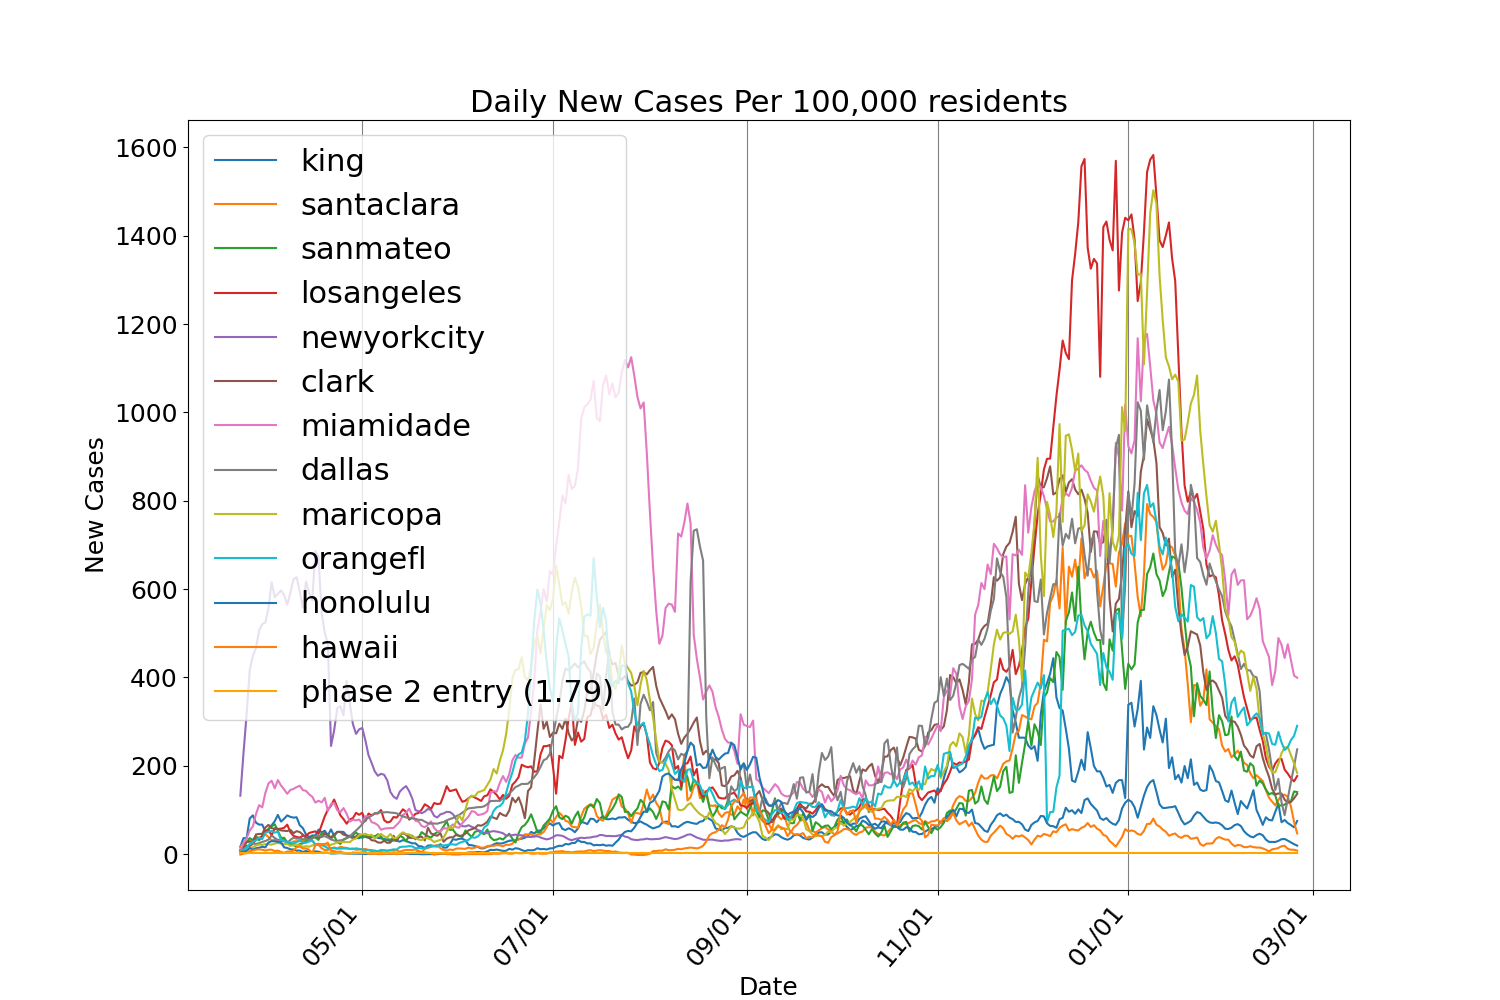 Daily New Cases Per 100,000 residents
1600
1400
1200
1000
800
600
400
200
0
New Cases
king
santaclara
sanmateo
losangeles
newyorkcity
clark
miamidade
dallas
maricopa
orangefl
honolulu
hawaii
phase 2 entry (1.79)
05/01
07/01
09/01
11/01
01/01
03/01
Date